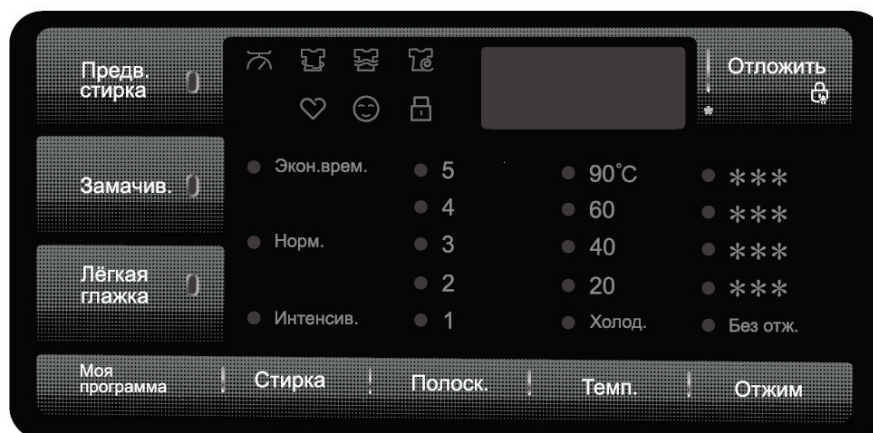 Предв.
стирка
Отложить
*
Замачив.
Лёгкая
глажка
Экон.врем.
Норм.
Интенсив.
5
4
3
2
1
90°C
60
40
20
Холод.
***
***
***
***
Без отж.
Моя
программа
Стирка
Полоск.
Темп.
Отжим